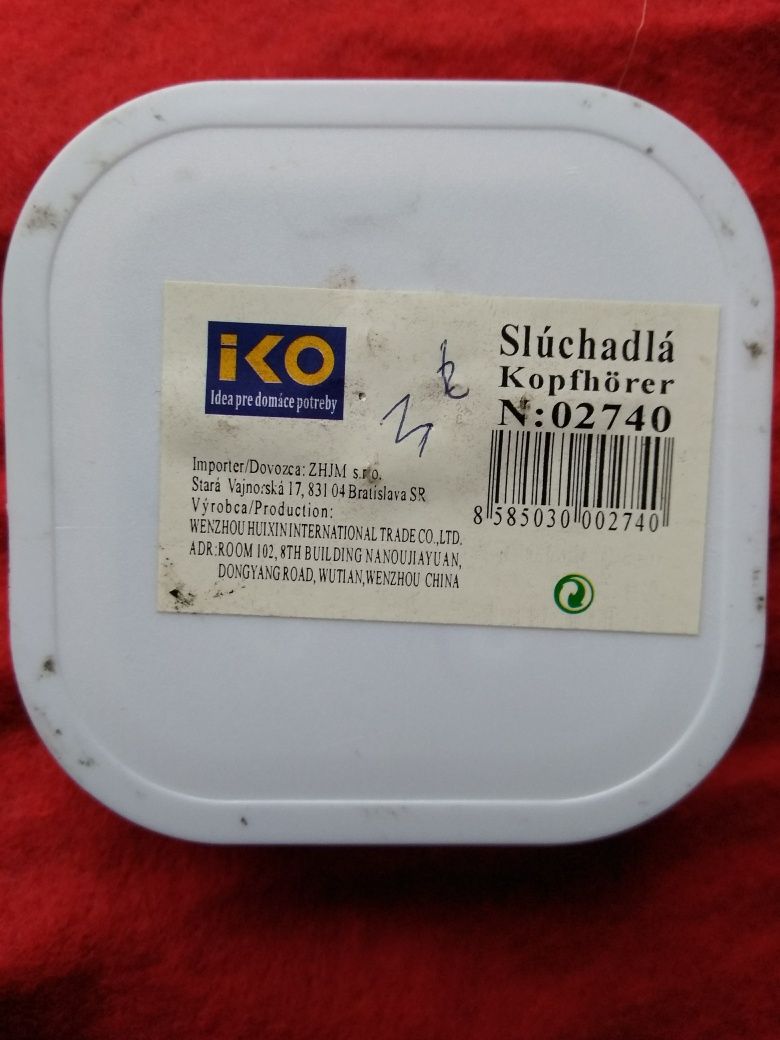 iKO
Idea pre domáce potreby
Slúchadlá
Kopfhörer
N:02740
8 585030 002740
Importer/Dovozca: ZHJM s.r.o.
Stará Vajnorská 17, 831 04 Bratislava SR
Výrobca/Production:
WENZHOU HUIXIN INTERNATIONAL TRADE CO.,LTD.
ADR:ROOM 102, 8TH BUILDING NANOUJIAYUAN,
DONGYANG ROAD, WUTIAN,WENZHOU CHINA